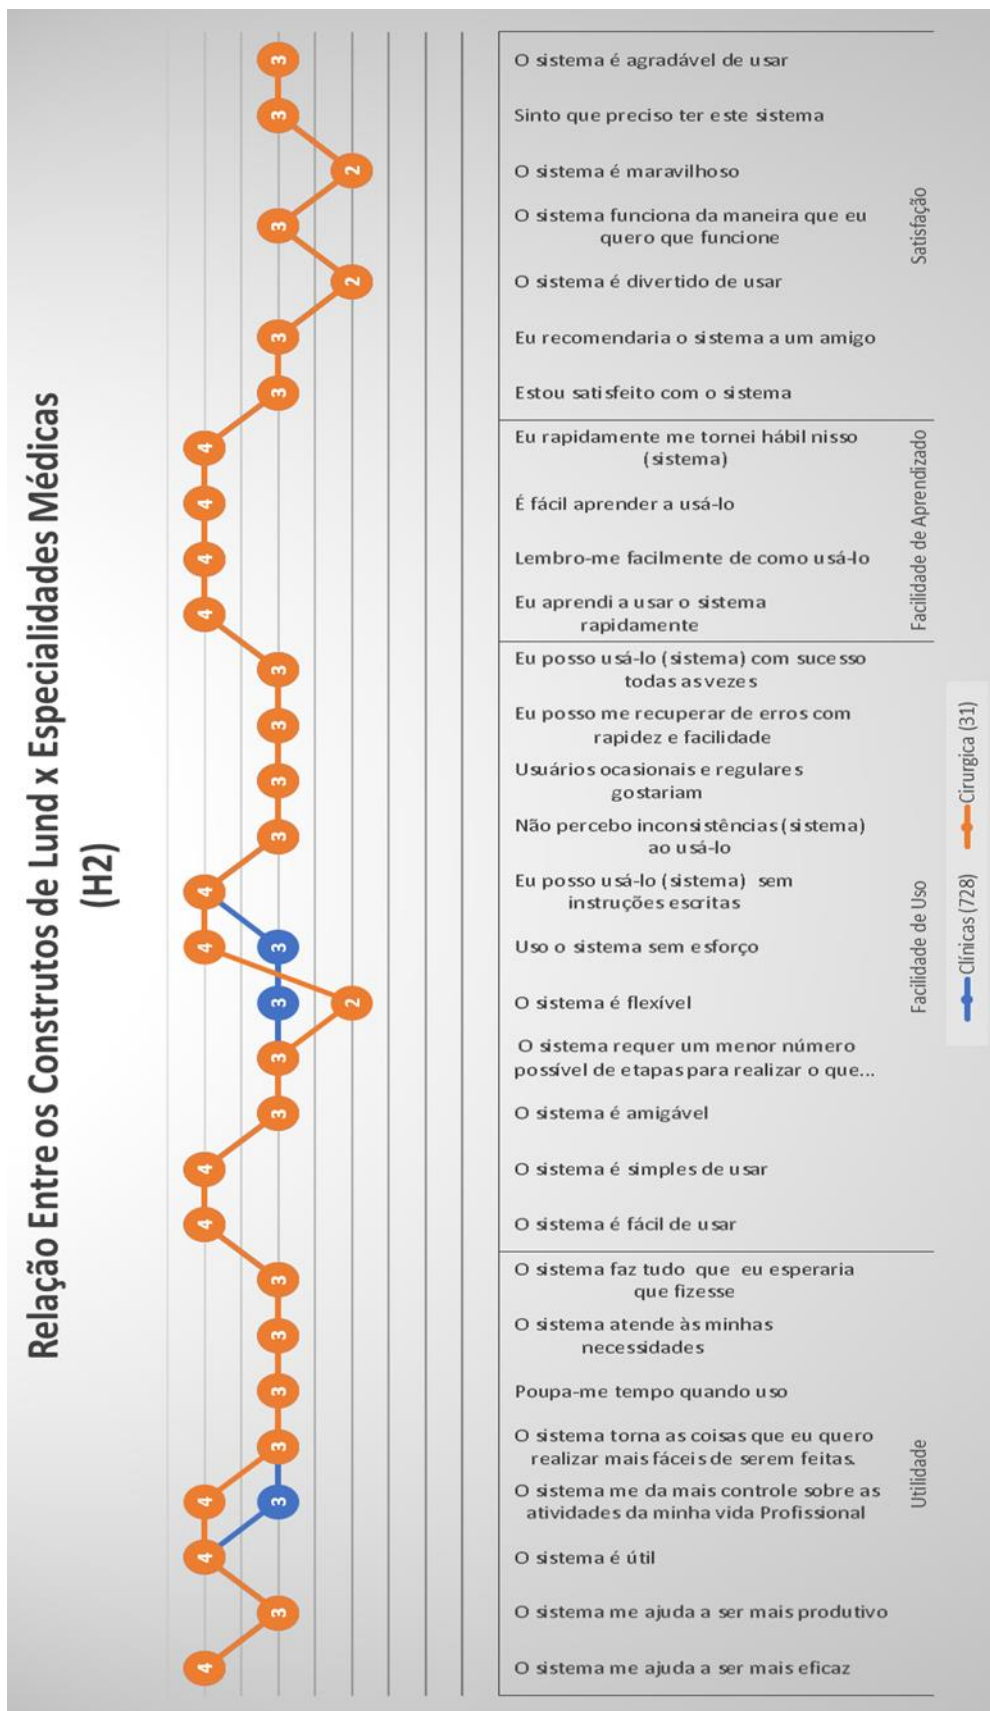 Relação Entre os Construtos de Lund x Especialidades Médicas
(H2)
3
3
2
3
2
3
3
4
4
4
4
3
3
3
3
4
4
3
2
3
3
3
4
4
3
3
3
3
4
3
4
3
4
O sistema é agradável de usar
Sinto que preciso ter este sistema
O sistema é maravilhoso
O sistema funciona da maneira que eu
quero que funcione
O sistema é divertido de usar
Eu recomendaria o sistema a um amigo
Estou satisfeito com o sistema
Satisfação
Eu rapidamente me tornei hábil nisso
(sistema)
É fácil aprender a usá-lo
Lembro-me facilmente de como usá-lo
Eu aprendi a usar o sistema
rapidamente
Facilidade de Aprendizado
Eu posso usá-lo (sistema) com sucesso
todas as vezes
Eu posso me recuperar de erros com
rapidez e facilidade
Usuários ocasionais e regulares
gostariam
Não percebo inconsistências (sistema)
ao usá-lo
Eu posso usá-lo (sistema) sem
instruções escritas
Uso o sistema sem esforço
O sistema é flexível
O sistema requer um menor número
possível de etapas para realizar o que...
O sistema é amigável
O sistema é simples de usar
O sistema é fácil de usar
Facilidade de Uso
O sistema faz tudo que eu esperaria
que fizesse
O sistema atende às minhas
necessidades
Poupa-me tempo quando uso
O sistema torna as coisas que eu quero
realizar mais fáceis de serem feitas.
O sistema me da mais controle sobre as
atividades da minha vida Profissional
O sistema é útil
O sistema me ajuda a ser mais produtivo
O sistema me ajuda a ser mais eficaz
Utilidade
Clínicas (728)
Cirurgica (31)